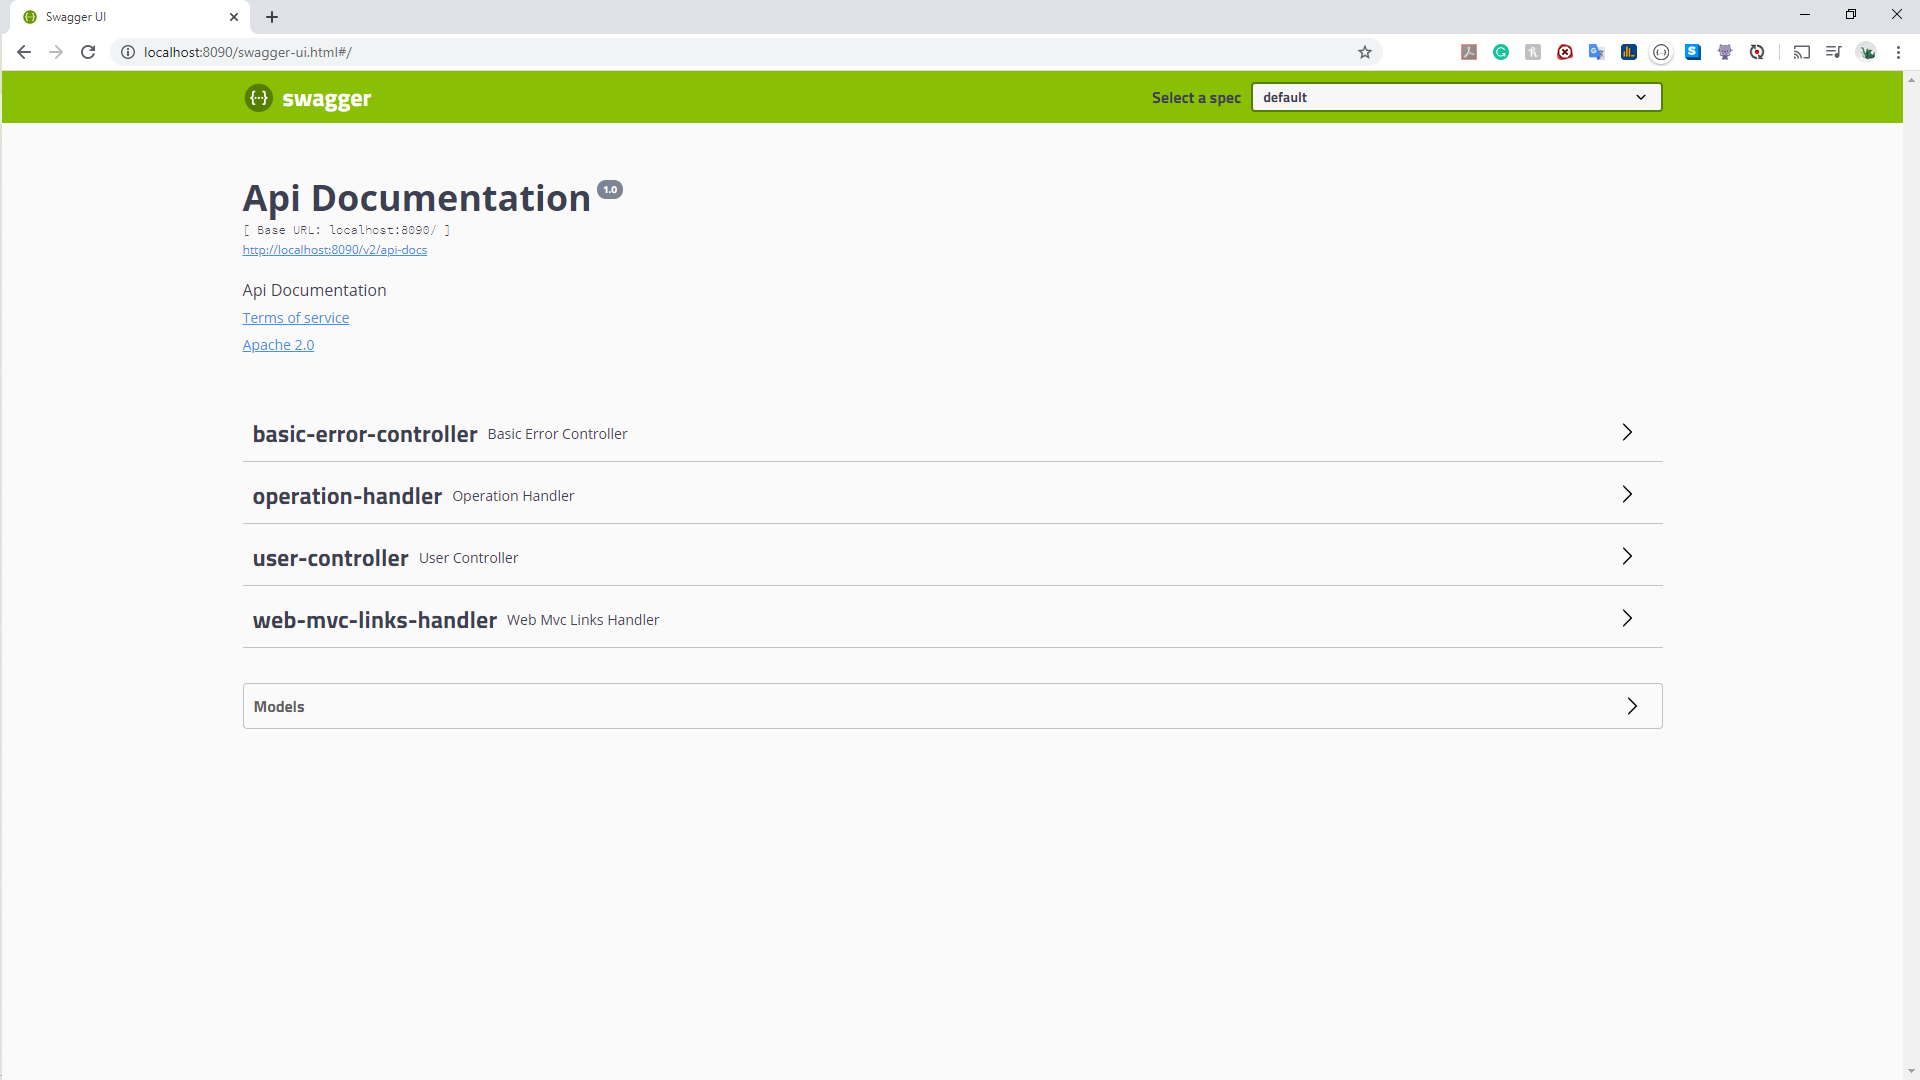 Swagger UI
localhost:8090/swagger-ui.html#/
{···} swagger
Select a spec default
Api Documentation 1.0
[ Base URL: localhost:8090/ ]
http://localhost:8090/v2/api-docs
Api Documentation
Terms of service
Apache 2.0
basic-error-controller Basic Error Controller
operation-handler Operation Handler
user-controller User Controller
web-mvc-links-handler Web Mvc Links Handler
Models